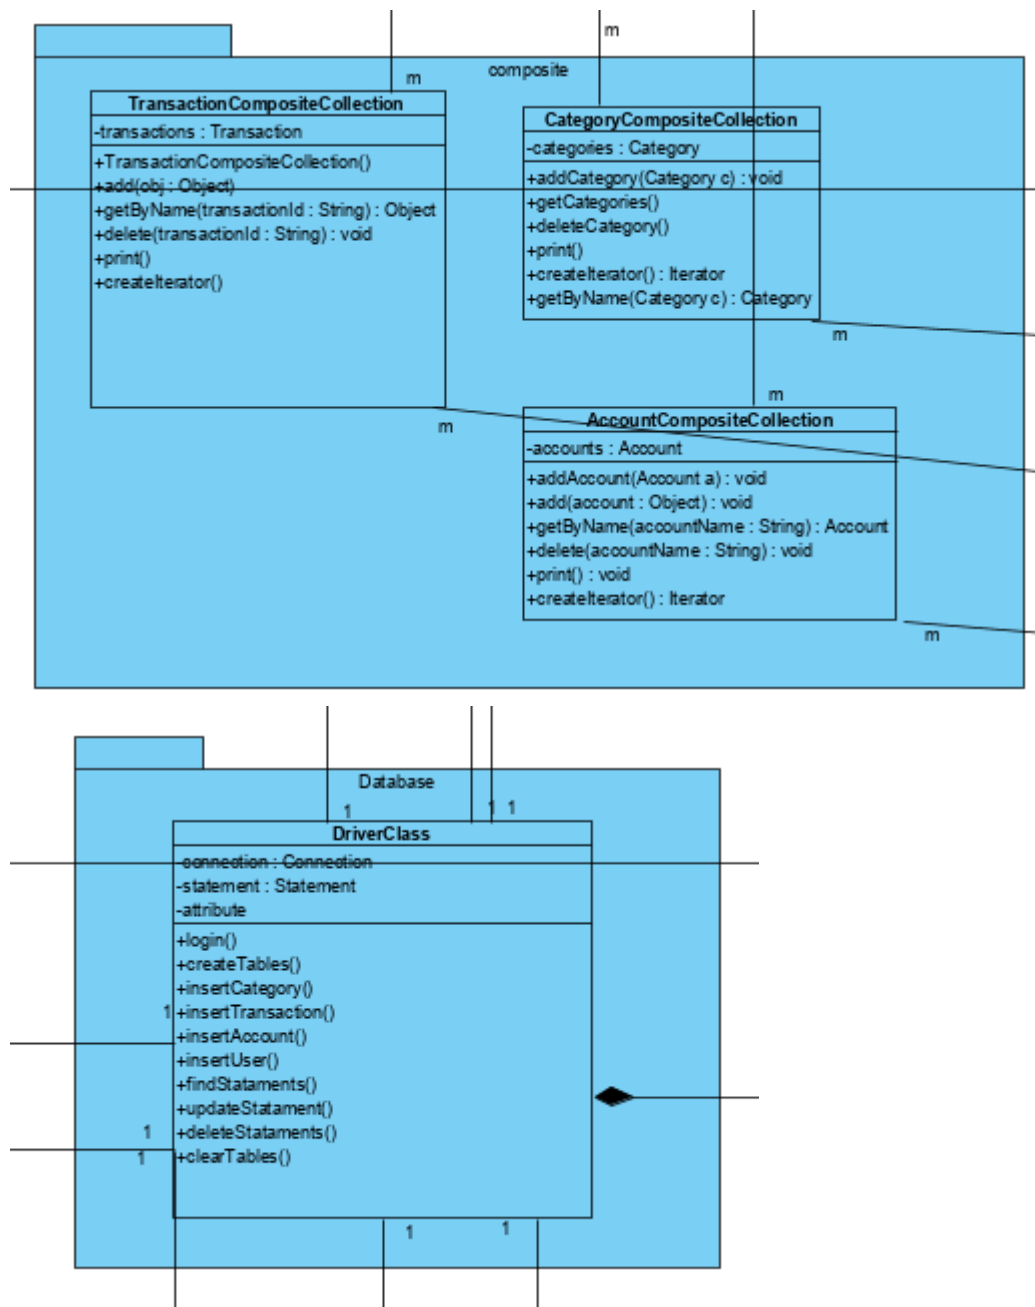 m
composite
m
TransactionCompositeCollection
-transactions : Transaction
+TransactionCompositeCollection()
+add(obj : Object)
+getByName(transactionId : String) : Object
+delete(transactionId : String) : void
+print()
+createIterator()
CategoryCompositeCollection
-categories : Category
+addCategory(Category c) : void
+getCategories()
+deleteCategory()
+print()
+createIterator() : Iterator
+getByName(Category c) : Category
m
m
m
AccountCompositeCollection
-accounts : Account
+addAccount(Account a) : void
+add(account : Object) : void
+getByName(accountName : String) : Account
+delete(accountName : String) : void
+print() : void
+createIterator() : Iterator
m
Database
1
1 1
DriverClass
-connection : Connection
-statement : Statement
-attribute
+login()
+createTables()
+insertCategory()
1
+insertTransaction()
+insertAccount()
+insertUser()
+findStataments()
+updateStatament()
1
+deleteStataments()
1
+clearTables()
1
1